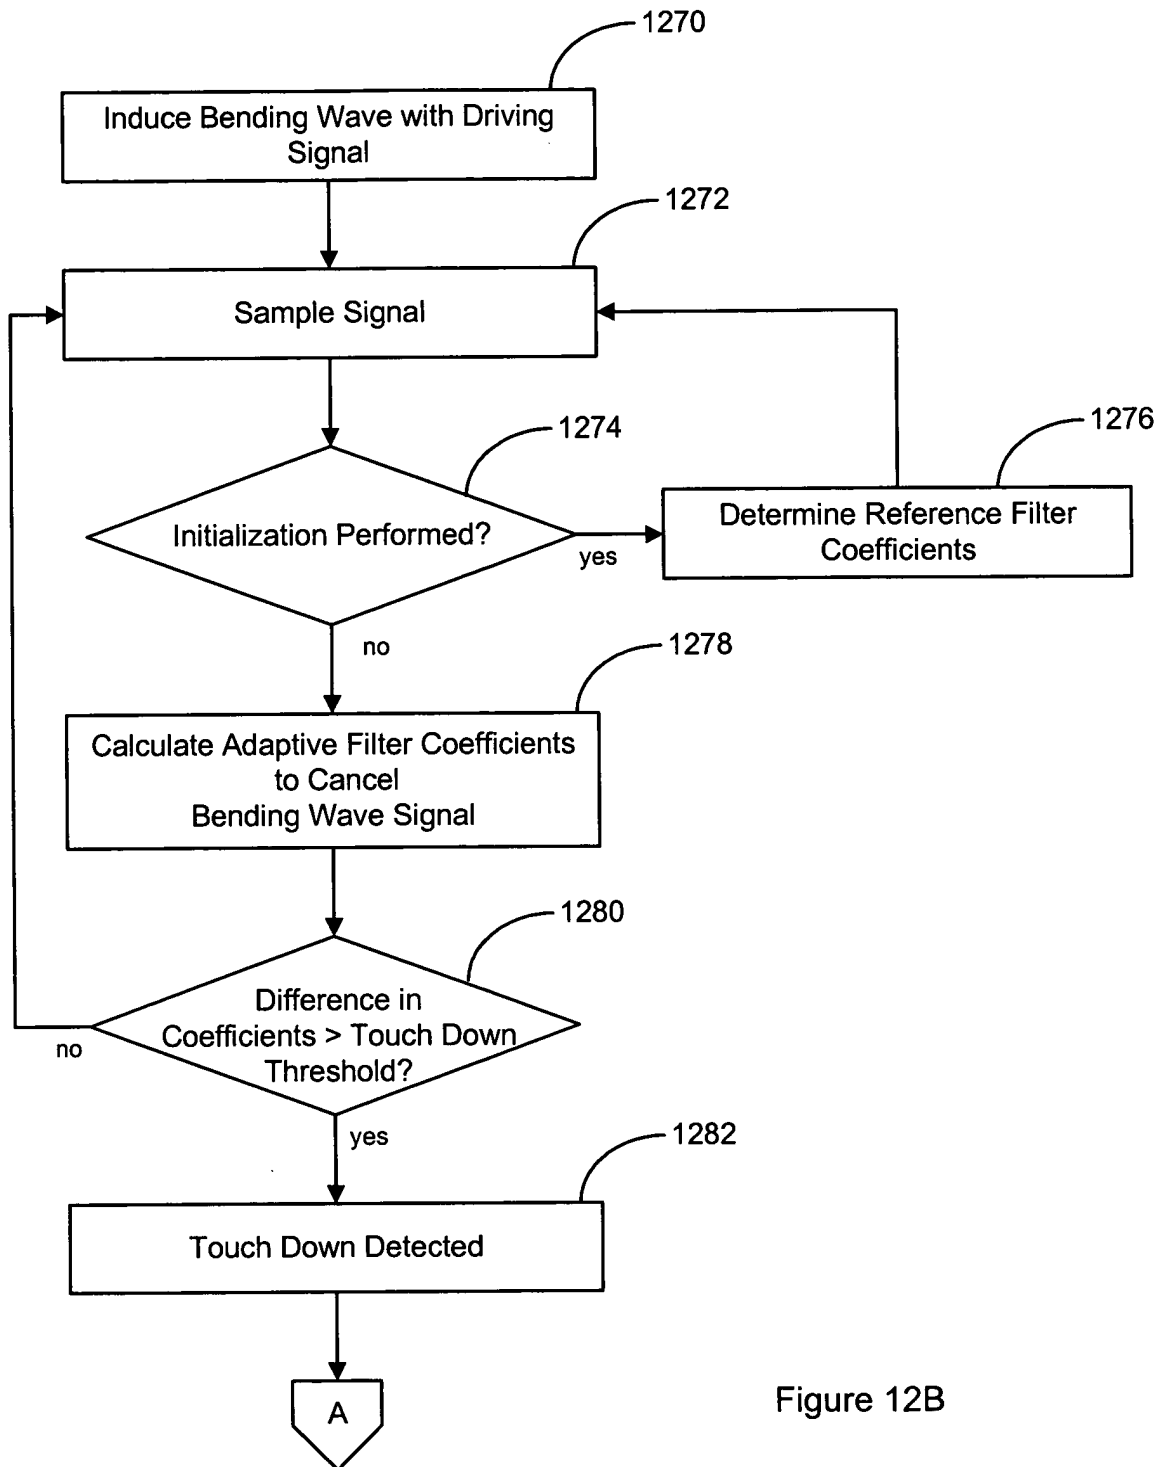 1270
Induce Bending Wave with Driving
Signal
1272
Sample Signal
1274
Initialization Performed?
yes
1276
Determine Reference Filter
Coefficients
no
1278
Calculate Adaptive Filter Coefficients
to Cancel
Bending Wave Signal
1280
Difference in
Coefficients > Touch Down
Threshold?
no
yes
1282
Touch Down Detected
A
Figure 12B